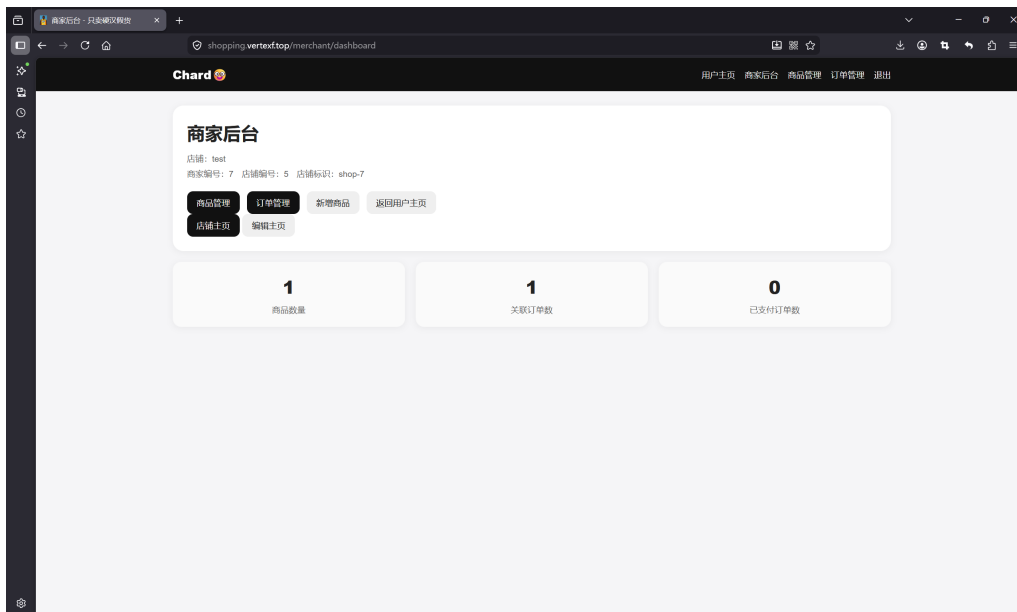 商家后台 - 只卖硬汉假货
shopping.vertexf.top/merchant/dashboard
Chard
用户主页 商家后台 商品管理 订单管理 退出
商家后台
店铺：test
商家编号：7 店铺编号：5 店铺标识：shop-7
商品管理 订单管理 新增商品 返回用户主页
店铺主页 编辑主页
1 1 0
商品数量 关联订单数 已支付订单数